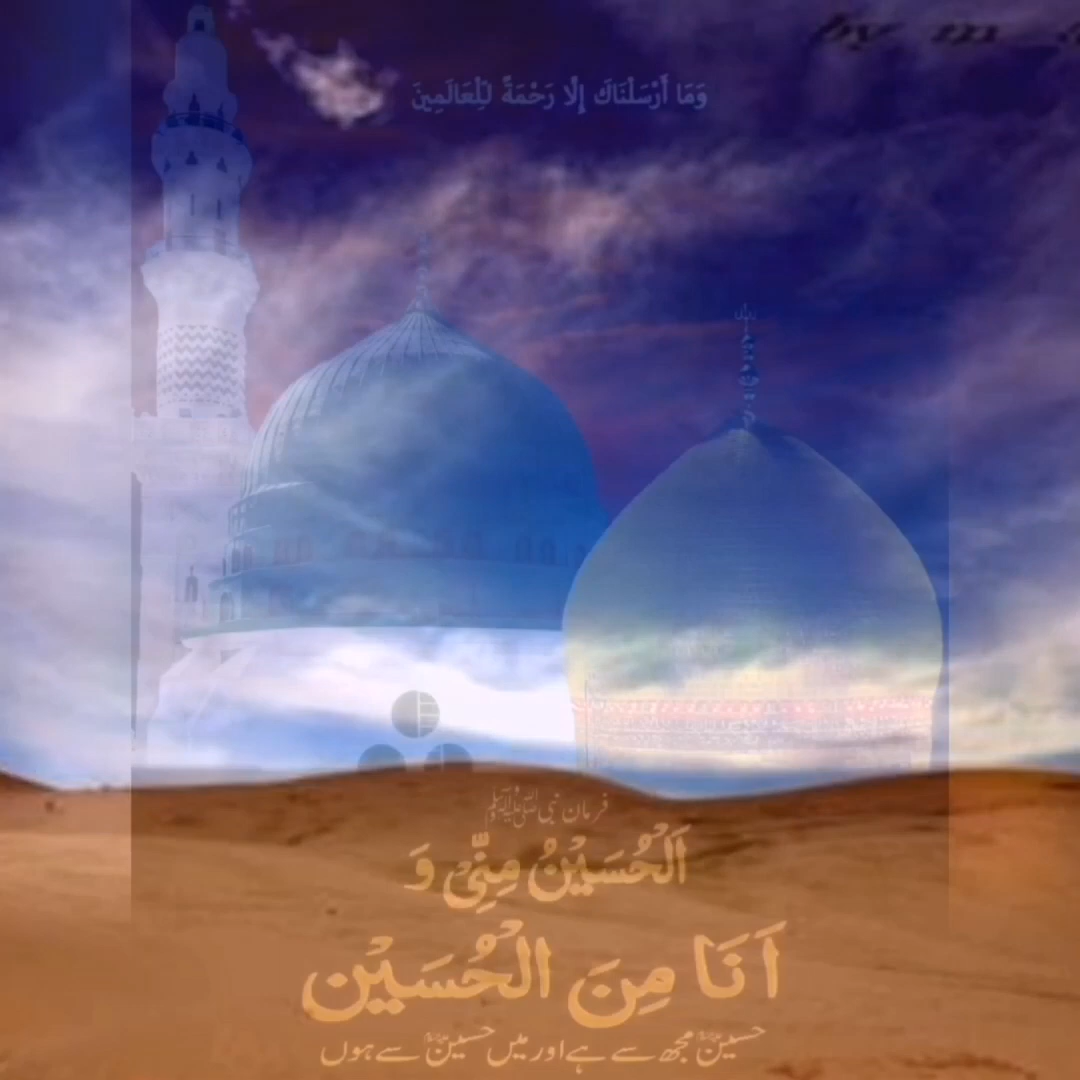 by m
وَمَا أَرْسَلْنَاكَ إِلَّا رَحْمَةً لِّلْعَالَمِينَ
فرمان نبی ﷺ
اَلْحُسَیْنُ مِنِّیْ وَ
اَنَا مِنَ الْحُسَیْن
حسین مجھ سے ہے اور میں حسین سے ہوں